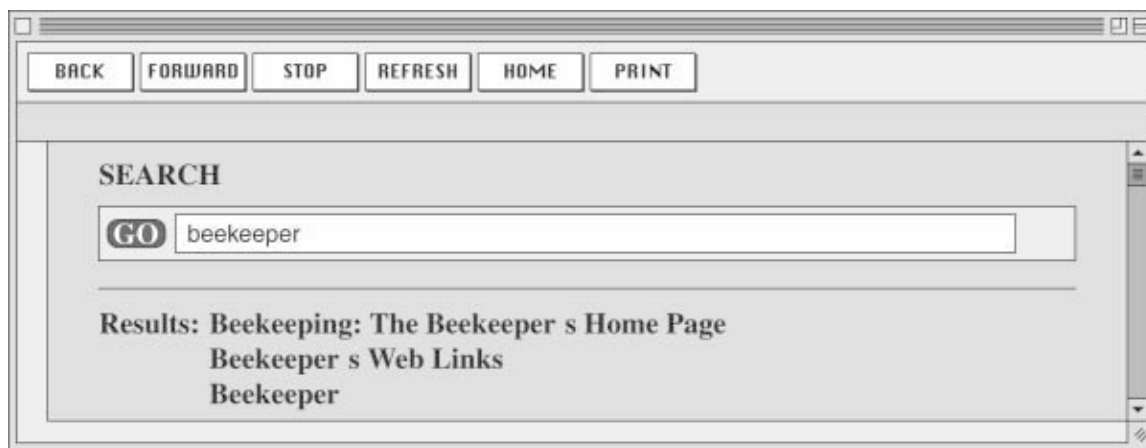 BACK FORWARD STOP REFRESH HOME PRINT
SEARCH
GO beekeeper
Results: Beekeeping: The Beekeeper s Home Page
Beekeeper s Web Links
Beekeeper